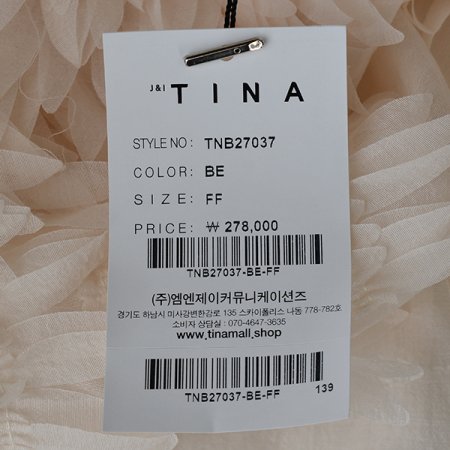 J&I TINA
STYLE NO : TNB27037
COLOR: BE
SIZE: FF
PRICE: ₩ 278,000
TNB27037-BE-FF
(주)엠엔제이커뮤니케이션즈
경기도 하남시 미사강변한강로 135 스카이폴리스 나동 778-782호
소비자 상담실 : 070-4647-3635
www.tinamall.shop
TNB27037-BE-FF
139